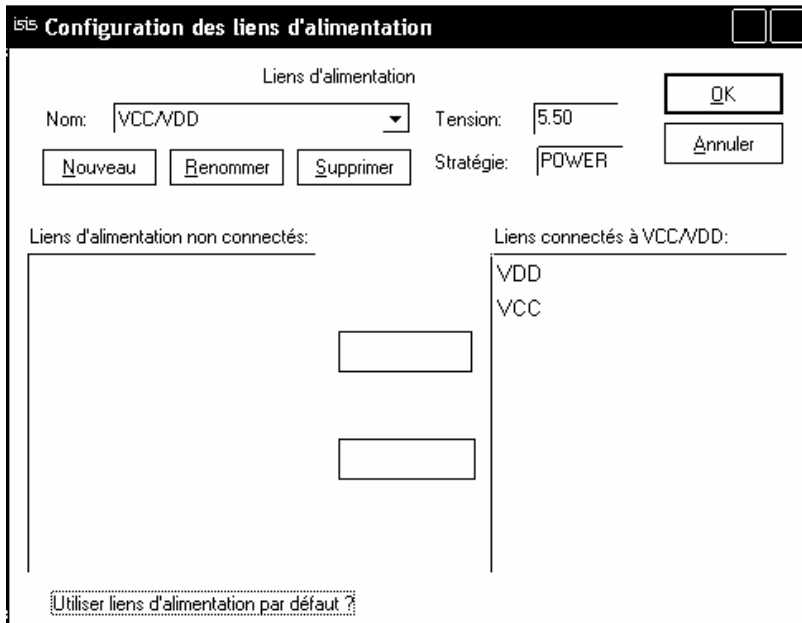 isis Configuration des liens d'alimentation
Liens d'alimentation
Nom: VCC/VDD Tension: 5.50 OK
Nouveau Renommer Supprimer Stratégie: POWER Annuler
Liens d'alimentation non connectés: Liens connectés à VCC/VDD:
VDD
VCC
Utiliser liens d'alimentation par défaut ?